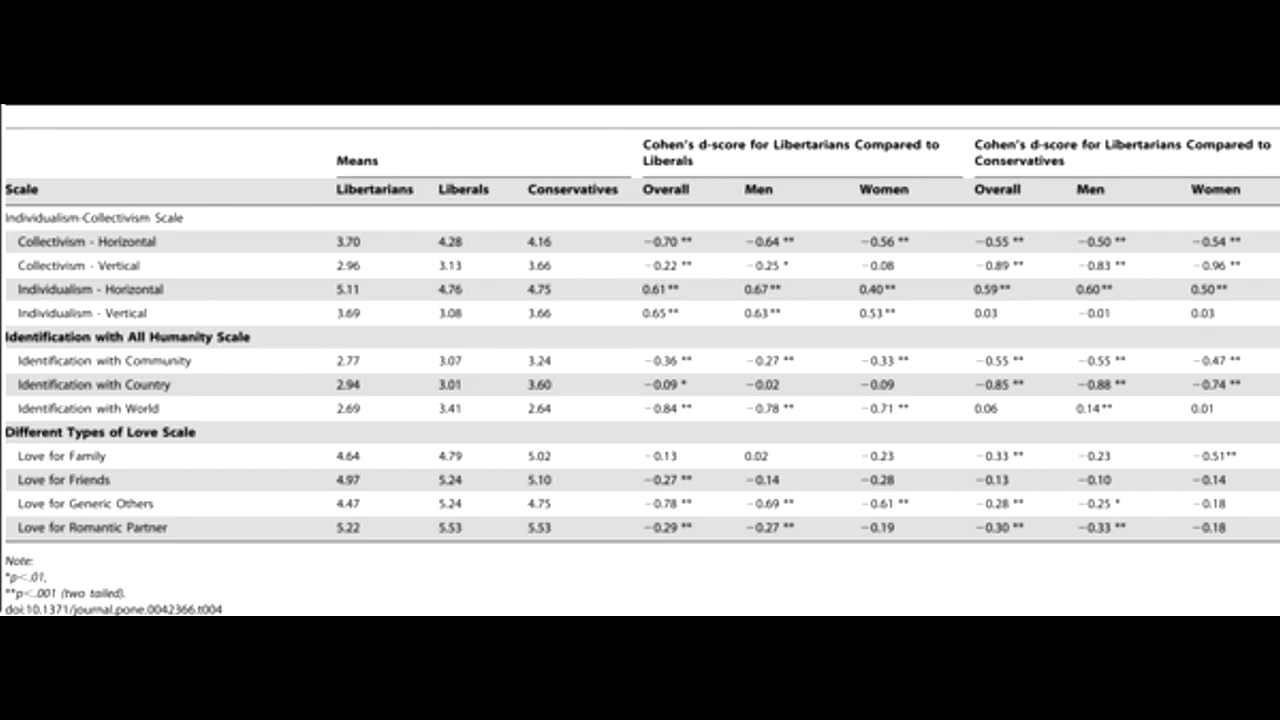 Means Cohen's d-score for Libertarians Compared to Liberals Cohen's d-score for Libertarians Compared to Conservatives
Scale Libertarians Liberals Conservatives Overall Men Women Overall Men Women
Individualism-Collectivism Scale
Collectivism - Horizontal 3.70 4.28 4.16 −0.70 ** −0.64 ** −0.56 ** −0.55 ** −0.50 ** −0.54 **
Collectivism - Vertical 2.96 3.13 3.66 −0.22 ** −0.25 * −0.08 −0.89 ** −0.83 ** −0.96 **
Individualism - Horizontal 5.11 4.76 4.75 0.61** 0.67** 0.40** 0.59** 0.60** 0.50**
Individualism - Vertical 3.69 3.08 3.66 0.65** 0.63** 0.53** 0.03 −0.01 0.03
Identification with All Humanity Scale
Identification with Community 2.77 3.07 3.24 −0.36 ** −0.27 ** −0.33 ** −0.55 ** −0.55 ** −0.47 **
Identification with Country 2.94 3.01 3.60 −0.09 * −0.02 −0.09 −0.85 ** −0.88 ** −0.74 **
Identification with World 2.69 3.41 2.64 −0.84 ** −0.78 ** −0.71 ** 0.06 0.14** 0.01
Different Types of Love Scale
Love for Family 4.64 4.79 5.02 −0.13 0.02 −0.23 −0.33 ** −0.23 −0.51**
Love for Friends 4.97 5.24 5.10 −0.27 ** −0.14 −0.28 −0.13 −0.10 −0.14
Love for Generic Others 4.47 5.24 4.75 −0.78 ** −0.69 ** −0.61 ** −0.28 ** −0.25 * −0.18
Love for Romantic Partner 5.22 5.53 5.53 −0.29 ** −0.27 ** −0.19 −0.30 ** −0.33 ** −0.18
Note:
*p<.01,
**p<.001 (two tailed).
doi:10.1371/journal.pone.0042366.t004